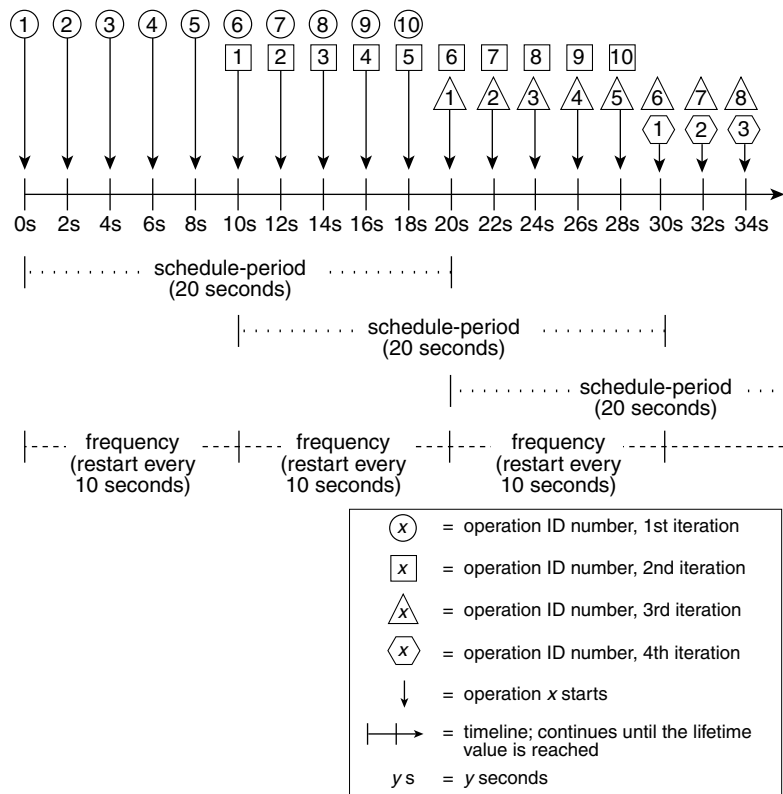 1 2 3 4 5 6 7 8 9 10
1 2 3 4 5 6 7 8 9 10
1 2 3 4 5 6 7 8
1 2 3
0s 2s 4s 6s 8s 10s 12s 14s 16s 18s 20s 22s 24s 26s 28s 30s 32s 34s
schedule-period
(20 seconds)
schedule-period
(20 seconds)
schedule-period
(20 seconds)
frequency
(restart every
10 seconds)
frequency
(restart every
10 seconds)
frequency
(restart every
10 seconds)
x = operation ID number, 1st iteration
x = operation ID number, 2nd iteration
x = operation ID number, 3rd iteration
x = operation ID number, 4th iteration
= operation x starts
= timeline; continues until the lifetime
value is reached
y s = y seconds